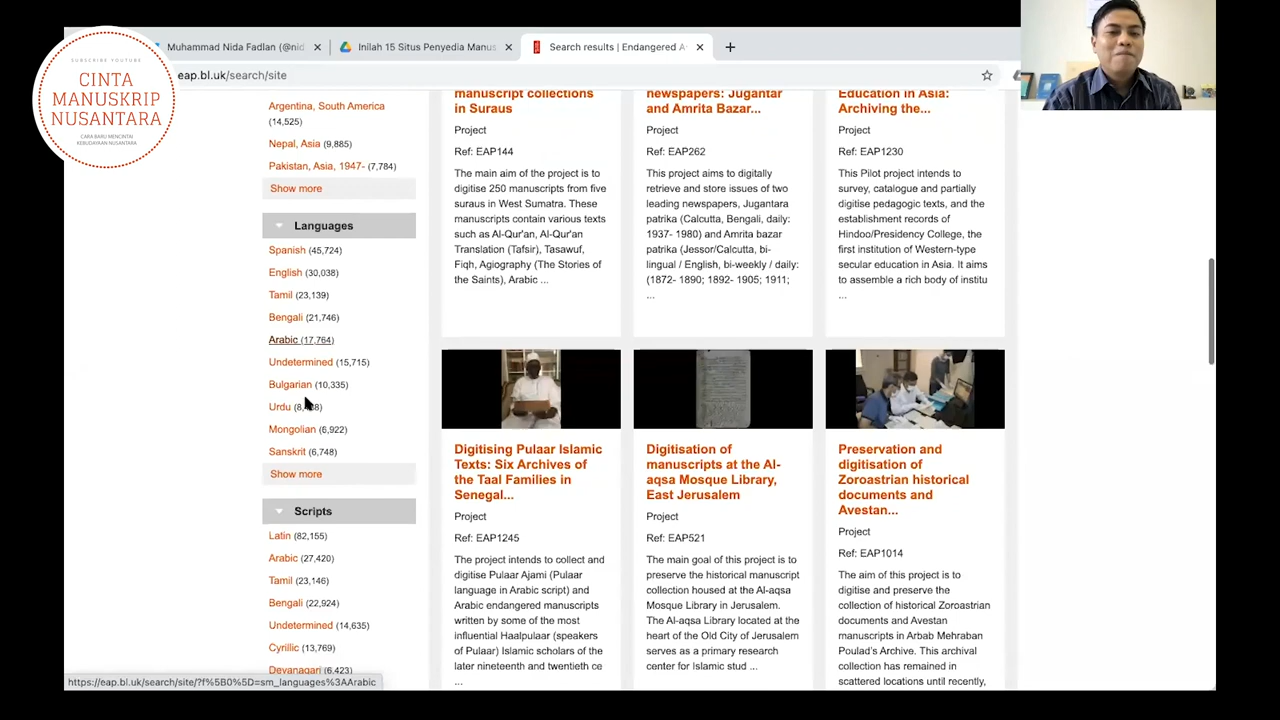 SUBSCRIBE YOUTUBE
CINTA
MANUSKRIP
NUSANTARA
CARA BARU MENCINTAI
KEBUDAYAAN NUSANTARA
Muhammad Nida Fadlan (@nid
Inilah 15 Situs Penyedia Manus
Search results | Endangered A
eap.bl.uk/search/site
Argentina, South America
(14,525)
Nepal, Asia (9,885)
Pakistan, Asia, 1947- (7,784)
Show more
Languages
Spanish (45,724)
English (30,038)
Tamil (23,139)
Bengali (21,746)
Arabic (17,764)
Undetermined (15,715)
Bulgarian (10,335)
Urdu
Mongolian (6,922)
Sanskrit (6,748)
Show more
Scripts
Latin (82,155)
Arabic (27,420)
Tamil (23,146)
Bengali (22,924)
Undetermined (14,635)
Cyrillic (13,769)
Devanagari (6,423)
manuscript collections
in Suraus
Project
Ref: EAP144
The main aim of the project is to
digitise 250 manuscripts from five
suraus in West Sumatra. These
manuscripts contain various texts
such as Al-Qur'an, Al-Qur'an
Translation (Tafsir), Tasawuf,
Fiqh, Agiography (The Stories of
the Saints), Arabic ...
newspapers: Jugantar
and Amrita Bazar...
Project
Ref: EAP262
This project aims to digitally
retrieve and store issues of two
leading newspapers, Jugantara
patrika (Calcutta, Bengali, daily:
1937- 1980) and Amrita bazar
patrika (Jessor/Calcutta, bi-
lingual / English, bi-weekly / daily:
(1872- 1890; 1892- 1905; 1911;
...
Education in Asia:
Archiving the...
Project
Ref: EAP1230
This Pilot project intends to
survey, catalogue and partially
digitise pedagogic texts, and the
establishment records of
Hindoo/Presidency College, the
first institution of Western-type
secular education in Asia. It aims
to assemble a rich body of institu
...
Digitising Pulaar Islamic
Texts: Six Archives of
the Taal Families in
Senegal...
Project
Ref: EAP1245
The project intends to collect and
digitise Pulaar Ajami (Pulaar
language in Arabic script) and
Arabic endangered manuscripts
written by some of the most
influential Haalpulaar (speakers
of Pulaar) Islamic scholars of the
later nineteenth and twentieth ce
...
Digitisation of
manuscripts at the Al-
aqsa Mosque Library,
East Jerusalem
Project
Ref: EAP521
The main goal of this project is to
preserve the historical manuscript
collection housed at the Al-aqsa
Mosque Library in Jerusalem.
The Al-aqsa Library located at the
heart of the Old City of Jerusalem
serves as a primary research
center for Islamic stud ...
Preservation and
digitisation of
Zoroastrian historical
documents and
Avestan...
Project
Ref: EAP1014
The aim of this project is to
digitise and preserve the
collection of historical Zoroastrian
documents and Avestan
manuscripts in Arbab Mehraban
Poulad's Archive. This archival
collection has remained in
scattered locations until recently,
https://eap.bl.uk/search/site/?f%5B0%5D=sm_languages%3AArabic